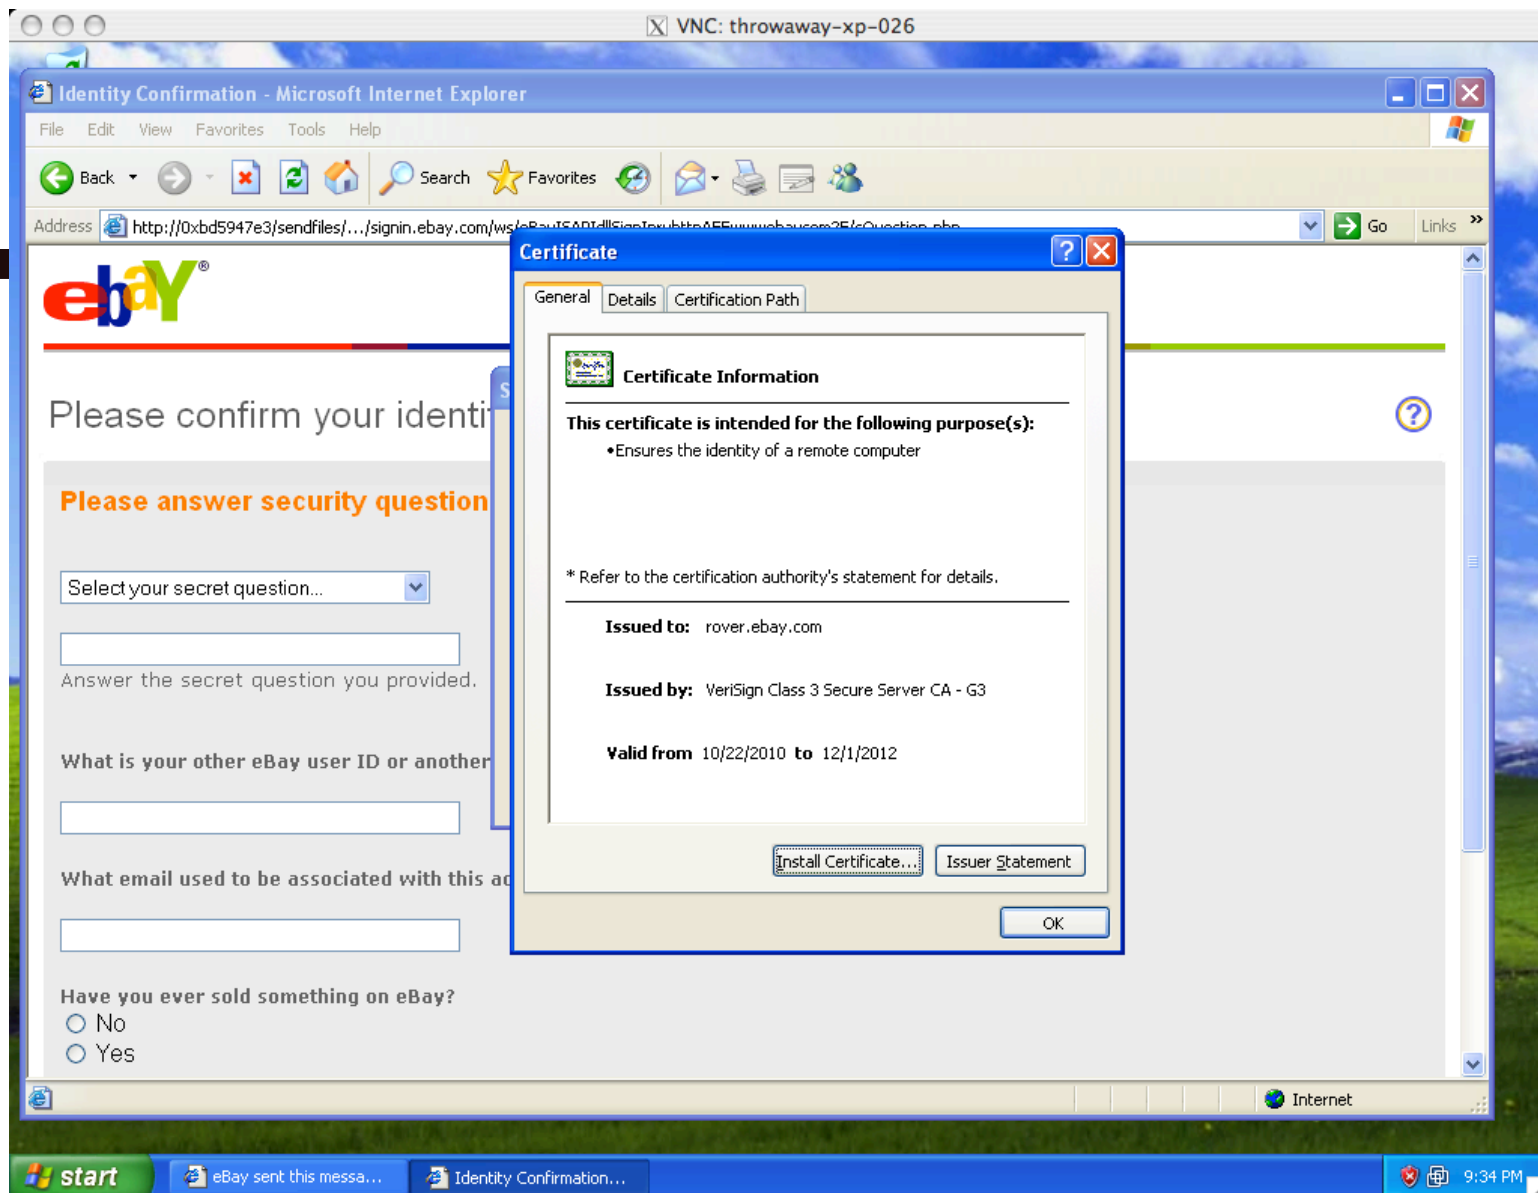 VNC: throwaway-xp-026
Identity Confirmation - Microsoft Internet Explorer
File Edit View Favorites Tools Help
Back Search Favorites
Address http://0xbd5947e3/sendfiles/.../signin.ebay.com/ws/
Go Links »
Certificate
ebaY®
General Details Certification Path
Certificate Information
Please confirm your identi
This certificate is intended for the following purpose(s):
•Ensures the identity of a remote computer
Please answer security question
* Refer to the certification authority's statement for details.
Select your secret question...
Issued to: rover.ebay.com
Answer the secret question you provided.
Issued by: VeriSign Class 3 Secure Server CA - G3
Valid from 10/22/2010 to 12/1/2012
What is your other eBay user ID or another
Install Certificate... Issuer Statement
What email used to be associated with this ac
OK
Have you ever sold something on eBay?
No
Yes
Internet
start eBay sent this messa... Identity Confirmation... 9:34 PM